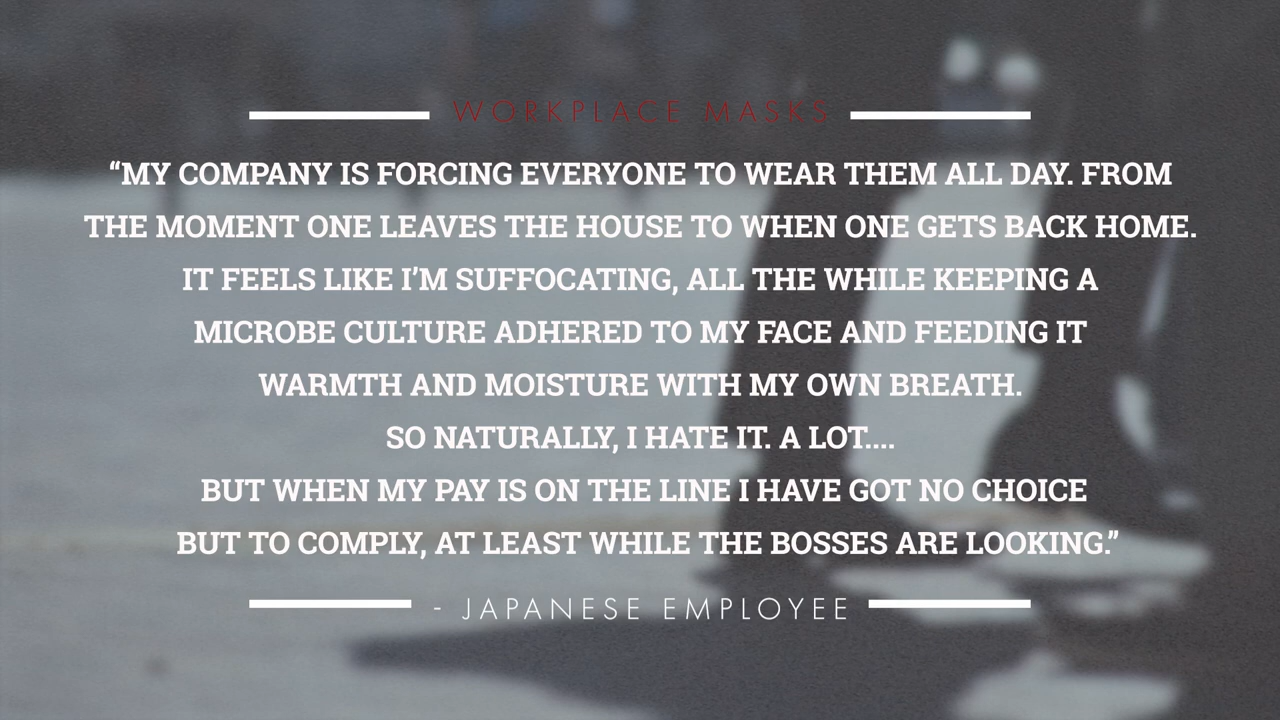 WORKPLACE MASKS
“MY COMPANY IS FORCING EVERYONE TO WEAR THEM ALL DAY. FROM
THE MOMENT ONE LEAVES THE HOUSE TO WHEN ONE GETS BACK HOME.
IT FEELS LIKE I’M SUFFOCATING, ALL THE WHILE KEEPING A
MICROBE CULTURE ADHERED TO MY FACE AND FEEDING IT
WARMTH AND MOISTURE WITH MY OWN BREATH.
SO NATURALLY, I HATE IT. A LOT....
BUT WHEN MY PAY IS ON THE LINE I HAVE GOT NO CHOICE
BUT TO COMPLY, AT LEAST WHILE THE BOSSES ARE LOOKING.”
- JAPANESE EMPLOYEE